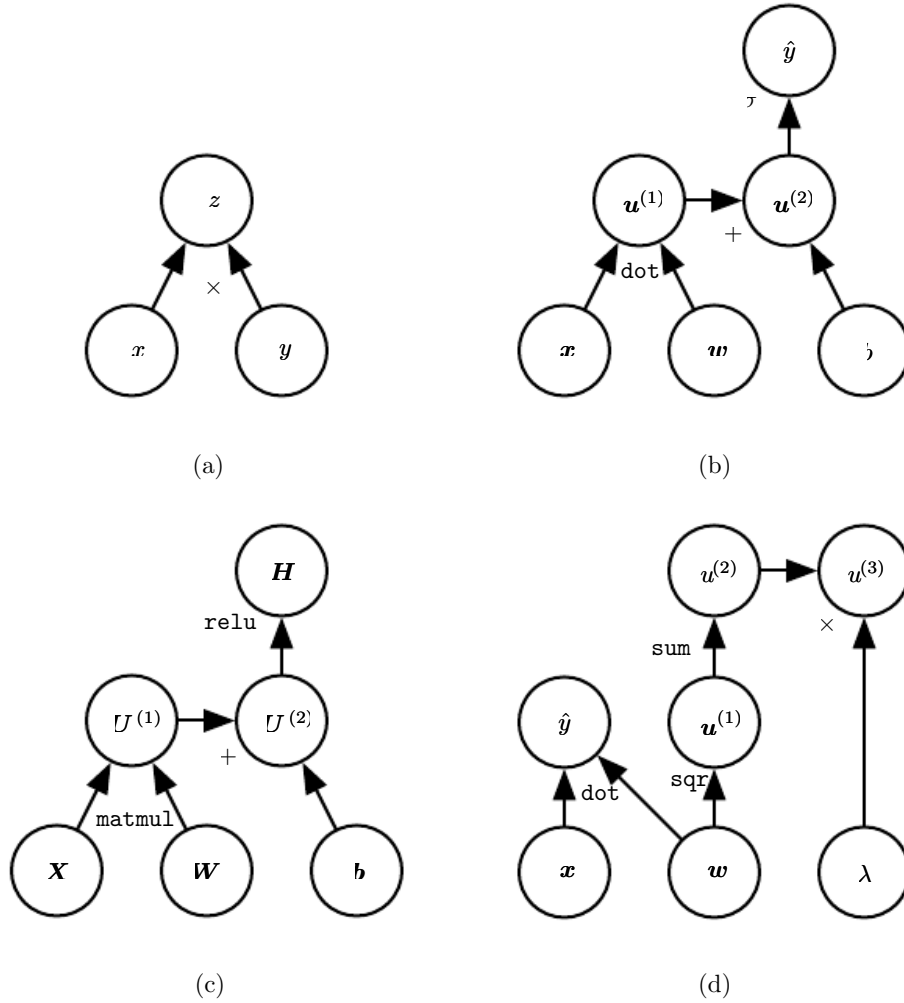 ŷ
z
u(1)
u(2)
+
dot
×
x
y
x
w
(a)
(b)
H
u(2)
u(3)
relu
×
sum
U(1)
U(2)
ŷ
u(1)
+
sqr
dot
matmul
X
W
b
x
w
λ
(c)
(d)